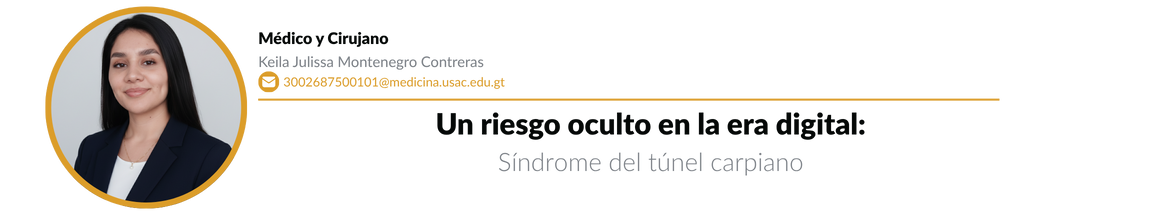 Médico y Cirujano
Keila Julissa Montenegro Contreras
3002687500101@medicina.usac.edu.gt
Un riesgo oculto en la era digital:
Síndrome del túnel carpiano